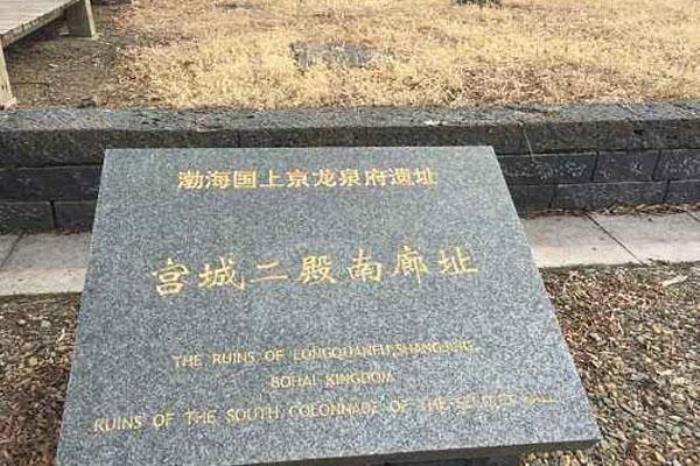 渤海国上京龙泉府遗址
宫城二殿南廊址
THE RUINS OF LONGQUANFU,SHANGJING,
BOHAI KINGDOM
RUINS OF THE SOUTH COLONNADE OF THE HALL